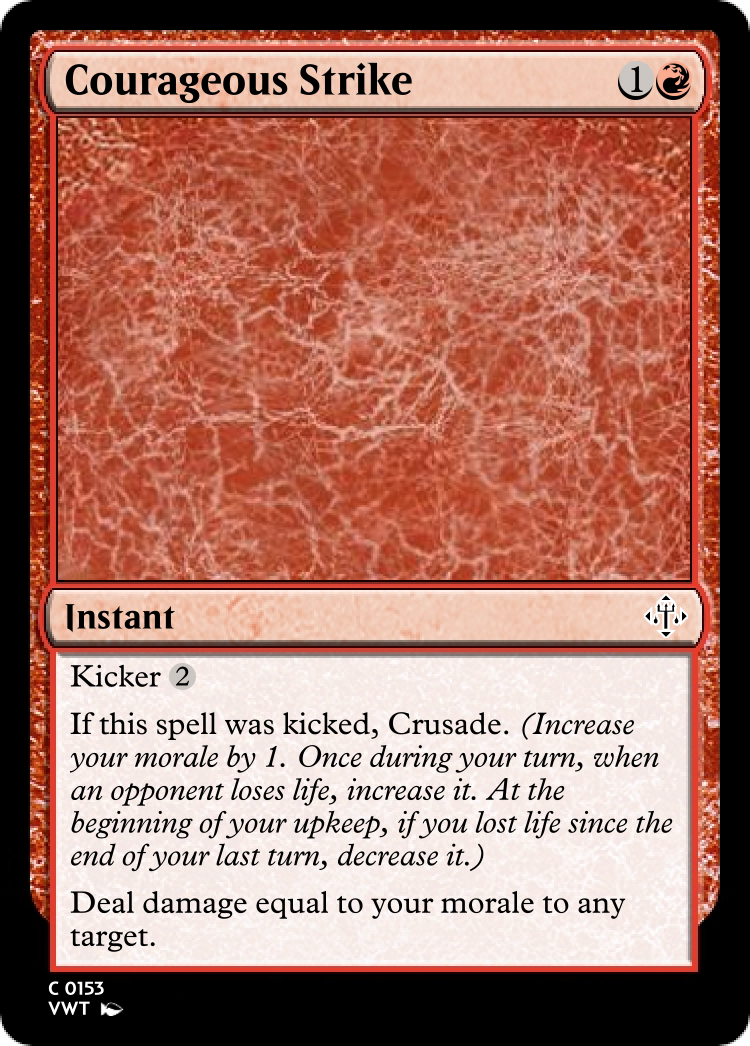 Courageous Strike 1
Instant
Kicker 2
If this spell was kicked, Crusade. (Increase
your morale by 1. Once during your turn, when
an opponent loses life, increase it. At the
beginning of your upkeep, if you lost life since the
end of your last turn, decrease it.)
Deal damage equal to your morale to any
target.
C 0153
VWT